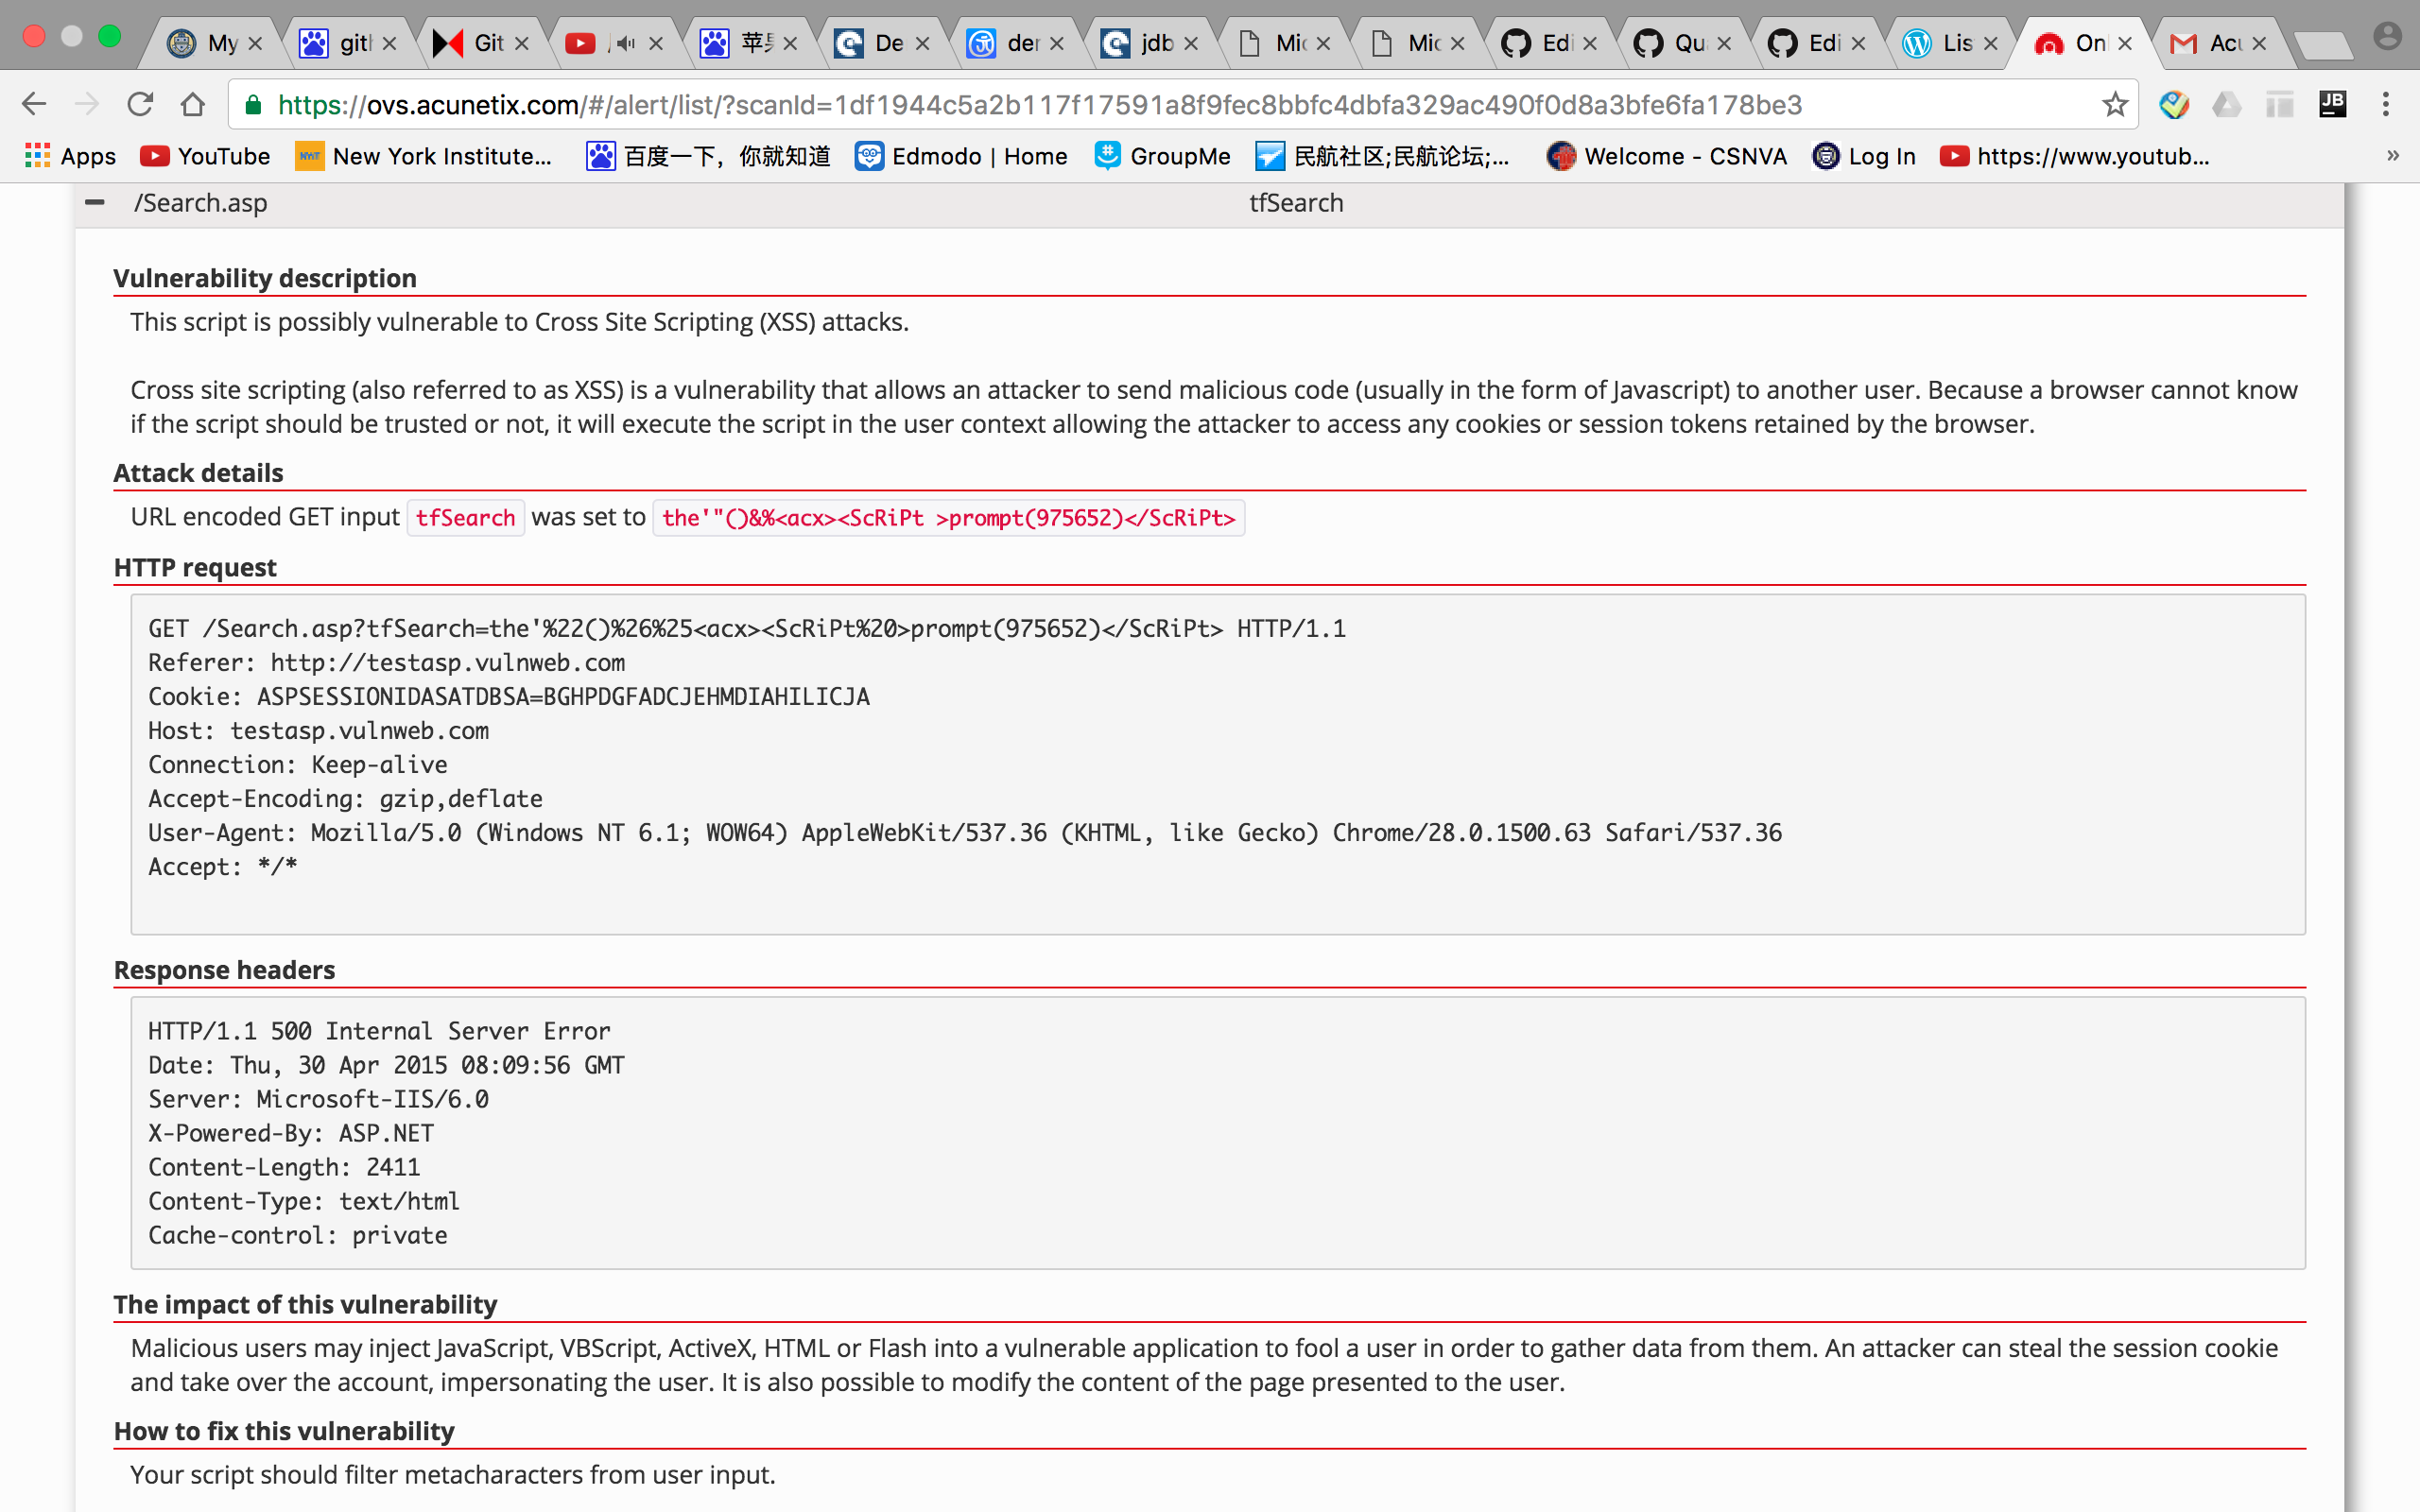 My
gith
Git
苹果
De
der
jdb
Mic
Mic
Edi
Qu
Edi
Lis
Onl
Acu
https://ovs.acunetix.com/#/alert/list/?scanId=1df1944c5a2b117f17591a8f9fec8bbfc4dbfa329ac490f0d8a3bfe6fa178be3
JB
Apps
YouTube
NYIT
New York Institute...
百度一下，你就知道
Edmodo | Home
GroupMe
民航社区;民航论坛;...
Welcome - CSNVA
Log In
https://www.youtub...
»
/Search.asp
tfSearch
Vulnerability description
This script is possibly vulnerable to Cross Site Scripting (XSS) attacks.
Cross site scripting (also referred to as XSS) is a vulnerability that allows an attacker to send malicious code (usually in the form of Javascript) to another user. Because a browser cannot know
if the script should be trusted or not, it will execute the script in the user context allowing the attacker to access any cookies or session tokens retained by the browser.
Attack details
URL encoded GET input tfSearch was set to the'"()&%<acx><ScRiPt >prompt(975652)</ScRiPt>
HTTP request
GET /Search.asp?tfSearch=the'%22()%26%25<acx><ScRiPt%20>prompt(975652)</ScRiPt> HTTP/1.1
Referer: http://testasp.vulnweb.com
Cookie: ASPSESSIONIDASATDBSA=BGHPDGFADCJEHMDIAHILICJA
Host: testasp.vulnweb.com
Connection: Keep-alive
Accept-Encoding: gzip,deflate
User-Agent: Mozilla/5.0 (Windows NT 6.1; WOW64) AppleWebKit/537.36 (KHTML, like Gecko) Chrome/28.0.1500.63 Safari/537.36
Accept: */*
Response headers
HTTP/1.1 500 Internal Server Error
Date: Thu, 30 Apr 2015 08:09:56 GMT
Server: Microsoft-IIS/6.0
X-Powered-By: ASP.NET
Content-Length: 2411
Content-Type: text/html
Cache-control: private
The impact of this vulnerability
Malicious users may inject JavaScript, VBScript, ActiveX, HTML or Flash into a vulnerable application to fool a user in order to gather data from them. An attacker can steal the session cookie
and take over the account, impersonating the user. It is also possible to modify the content of the page presented to the user.
How to fix this vulnerability
Your script should filter metacharacters from user input.